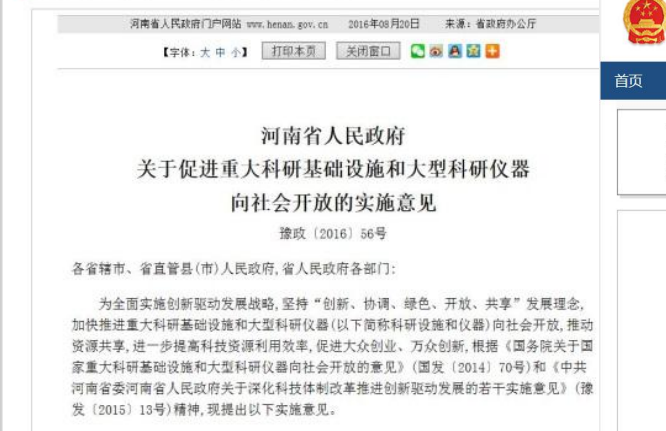 河南省人民政府门户网站 www.henan.gov.cn 2016年08月20日 来源：省政府办公厅
【字体：大 中 小】 打印本页 关闭窗口
首页
河南省人民政府
关于促进重大科研基础设施和大型科研仪器
向社会开放的实施意见
豫政〔2016〕56号
各省辖市、省直管县(市)人民政府,省人民政府各部门:
为全面实施创新驱动发展战略,坚持“创新、协调、绿色、开放、共享”发展理念,
加快推进重大科研基础设施和大型科研仪器(以下简称科研设施和仪器)向社会开放,推动
资源共享,进一步提高科技资源利用效率,促进大众创业、万众创新,根据《国务院关于国
家重大科研基础设施和大型科研仪器向社会开放的意见》(国发〔2014〕70号)和《中共
河南省委河南省人民政府关于深化科技体制改革推进创新驱动发展的若干实施意见》(豫
发〔2015〕13号)精神,现提出以下实施意见。